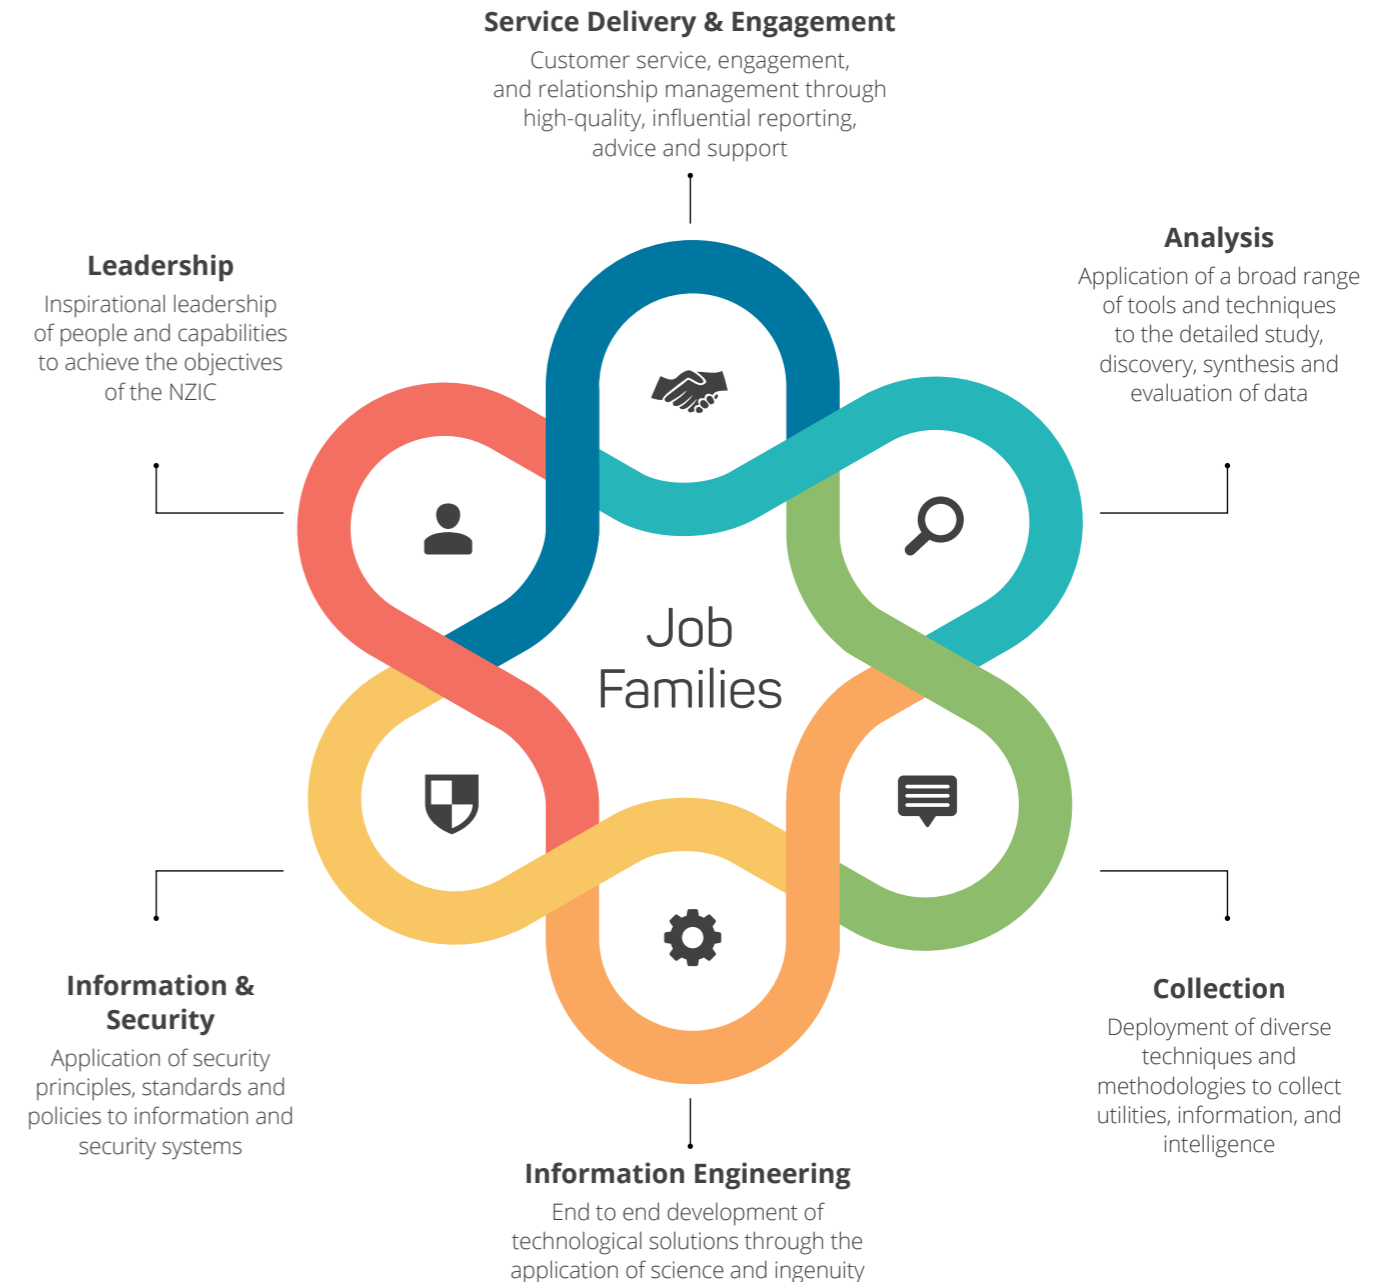 Service Delivery & Engagement
Customer service, engagement,
and relationship management through
high-quality, influential reporting,
advice and support
Leadership
Inspirational leadership
of people and capabilities
to achieve the objectives
of the NZIC
Analysis
Application of a broad range
of tools and techniques
to the detailed study,
discovery, synthesis and
evaluation of data
Job
Families
Information &
Security
Application of security
principles, standards and
policies to information and
security systems
Collection
Deployment of diverse
techniques and
methodologies to collect
utilities, information, and
intelligence
Information Engineering
End to end development of
technological solutions through the
application of science and ingenuity